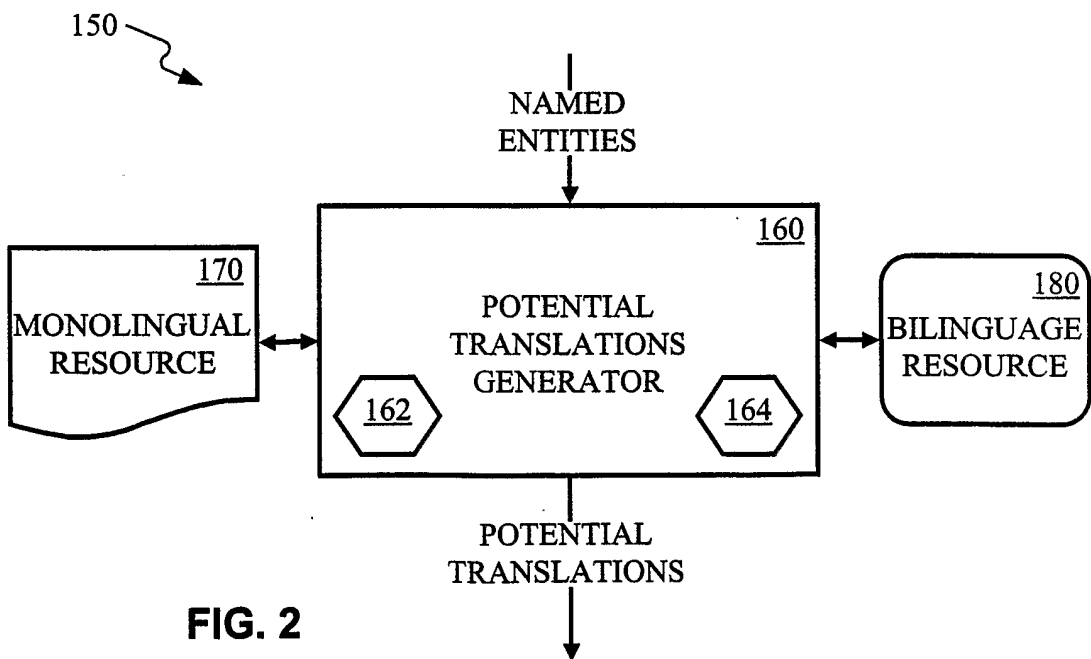 150
NAMED
ENTITIES
160
170
MONOLINGUAL
RESOURCE
POTENTIAL
TRANSLATIONS
GENERATOR
162
164
180
BILINGUAGE
RESOURCE
POTENTIAL
TRANSLATIONS
FIG. 2